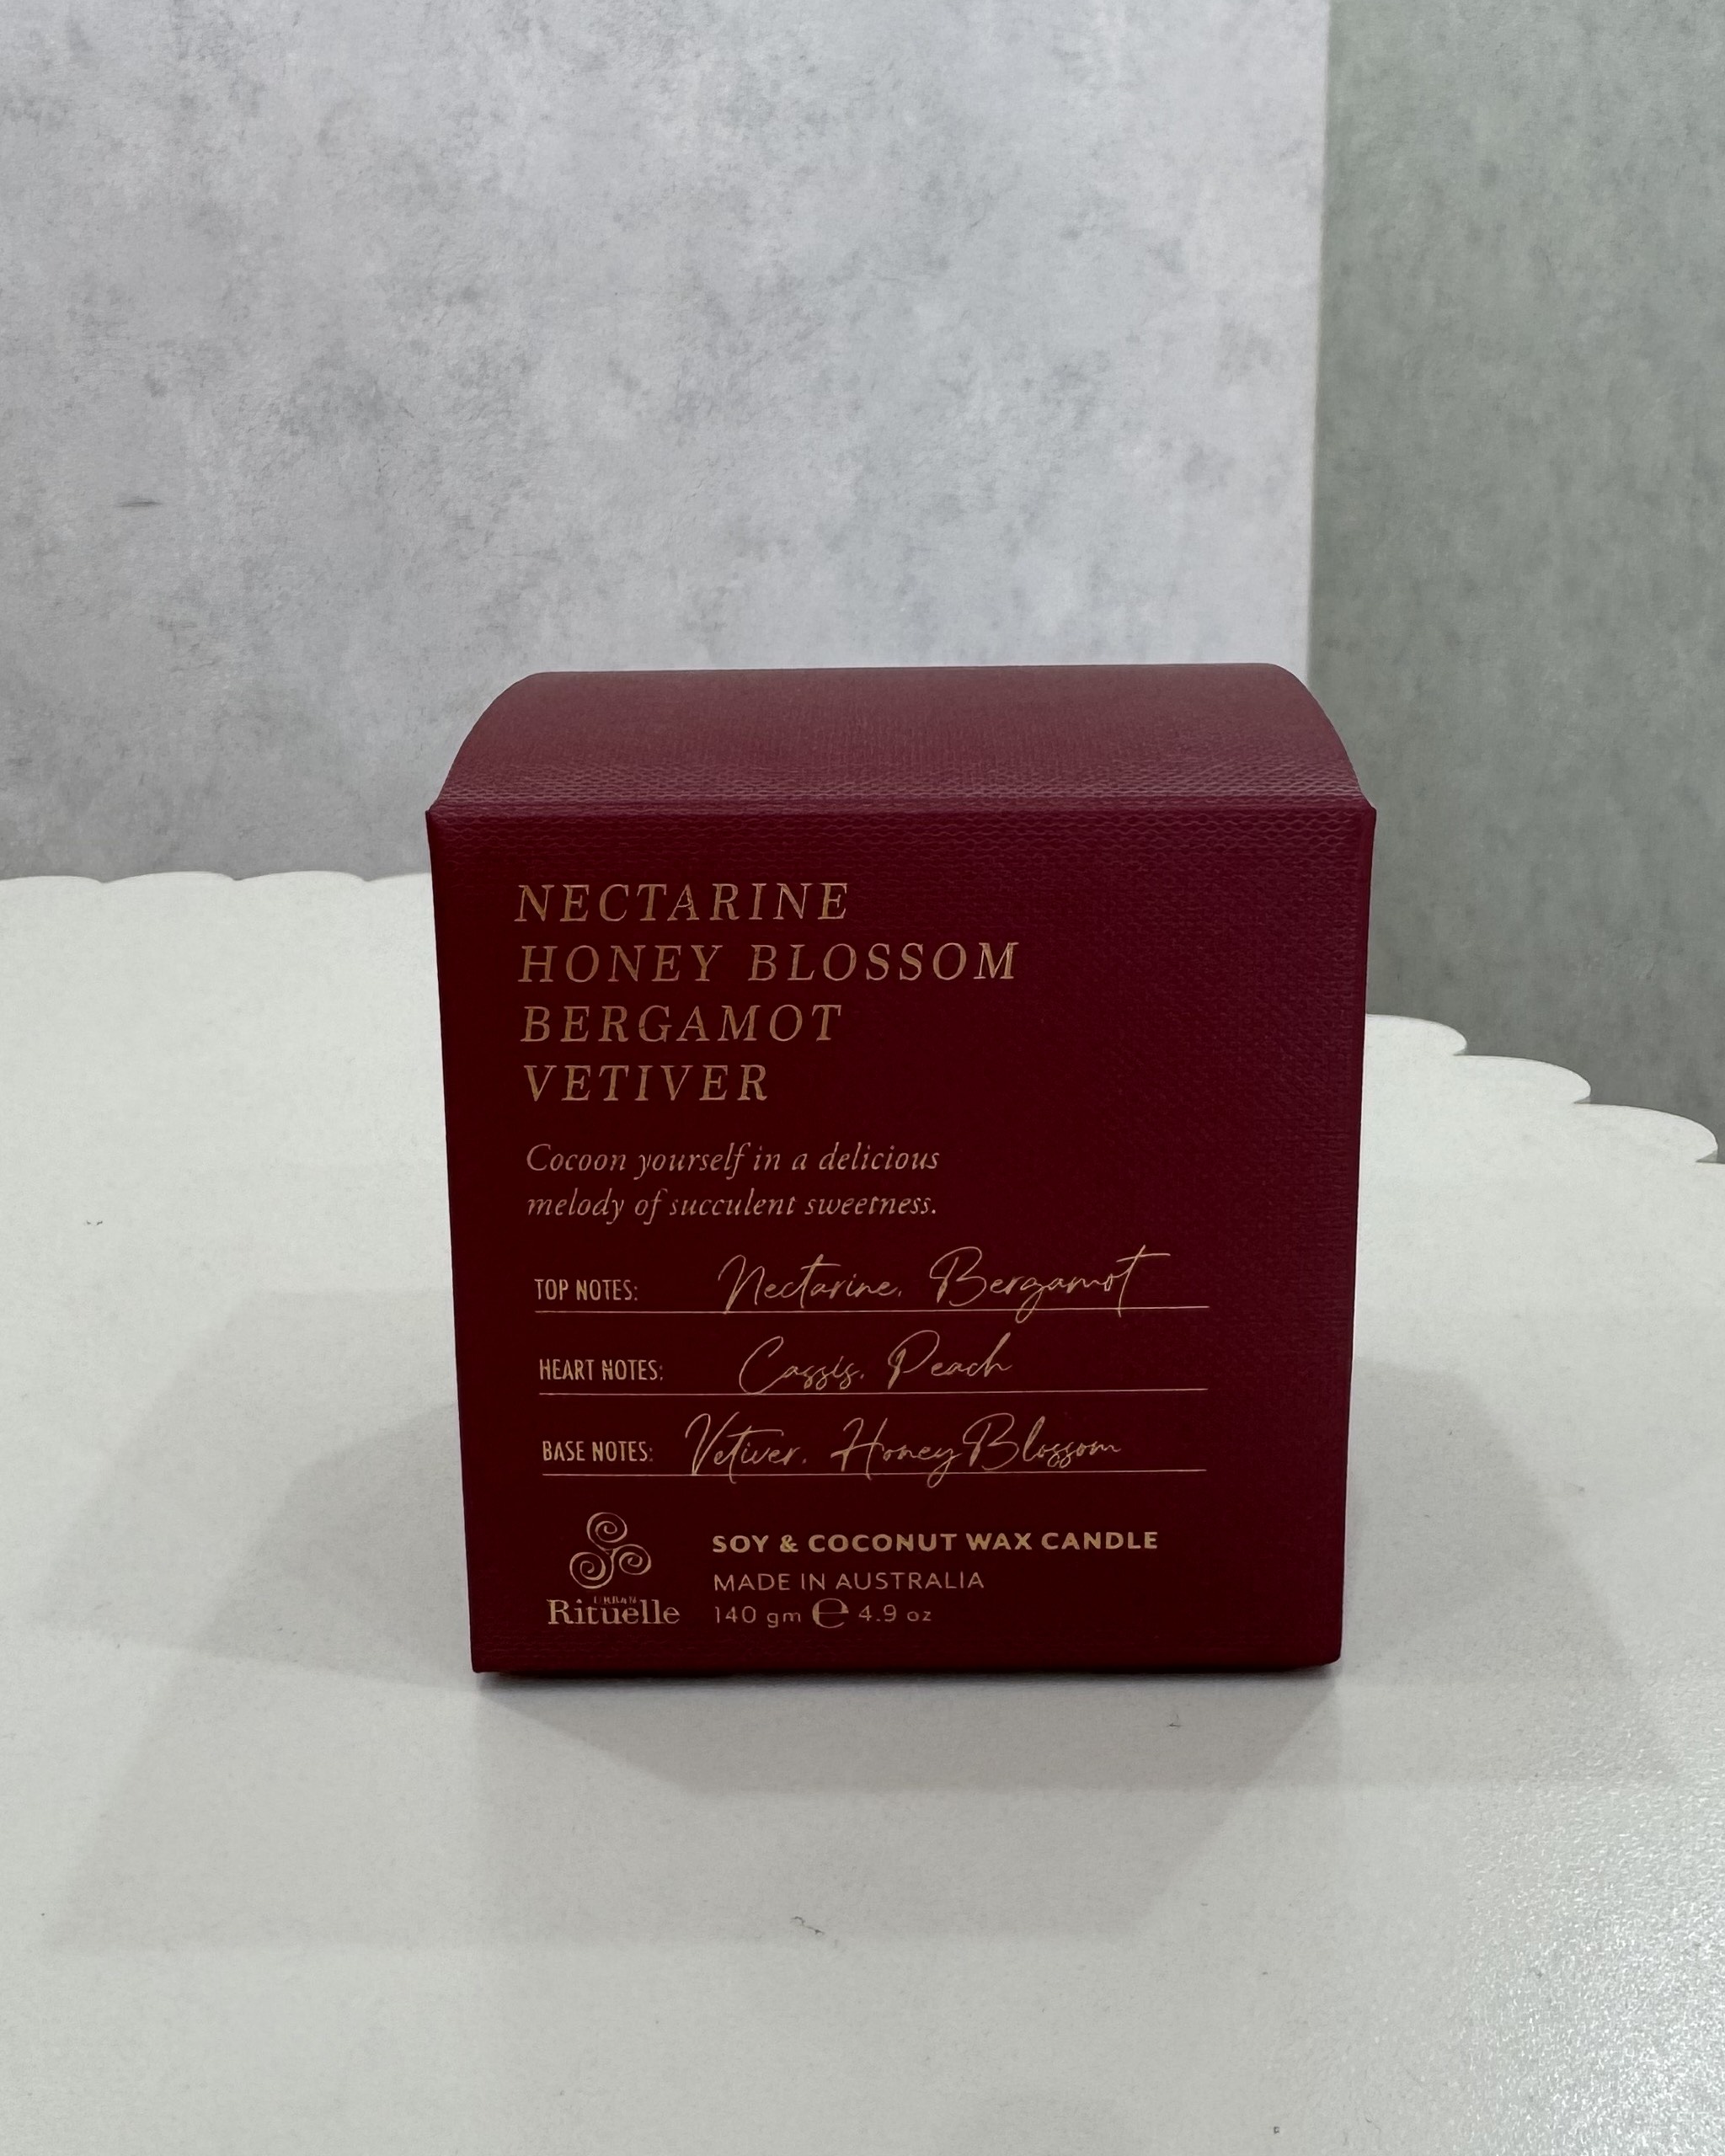 NECTARINE
HONEY BLOSSOM
BERGAMOT
VETIVER
Cocoon yourself in a delicious
melody of succulent sweetness.
TOP NOTES: Nectarine, Bergamot
HEART NOTES: Cassis, Peach
BASE NOTES: Vetiver, Honey Blossom
SOY & COCONUT WAX CANDLE
MADE IN AUSTRALIA
140 gm ℮ 4.9 oz
URBAN
Rituelle